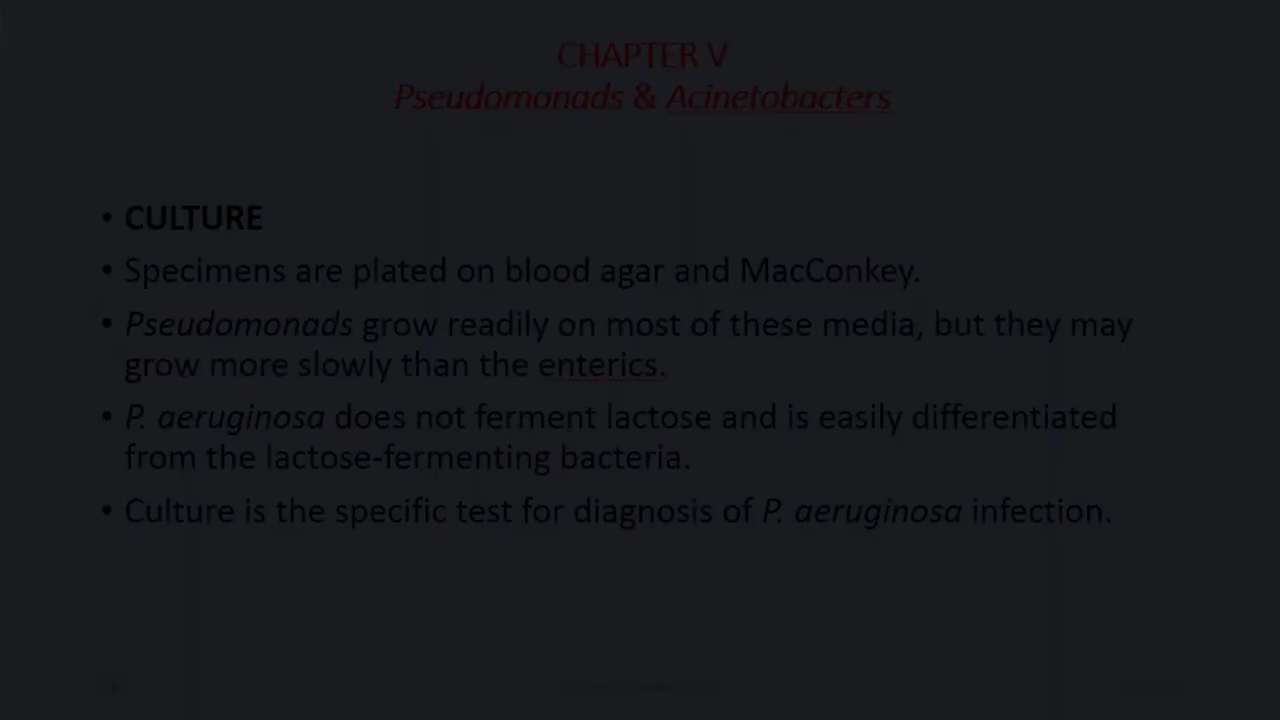 CHAPTER V
Pseudomonads & Acinetobacters
• CULTURE
• Specimens are plated on blood agar and MacConkey.
• Pseudomonads grow readily on most of these media, but they may
grow more slowly than the enterics.
• P. aeruginosa does not ferment lactose and is easily differentiated
from the lactose-fermenting bacteria.
• Culture is the specific test for diagnosis of P. aeruginosa infection.